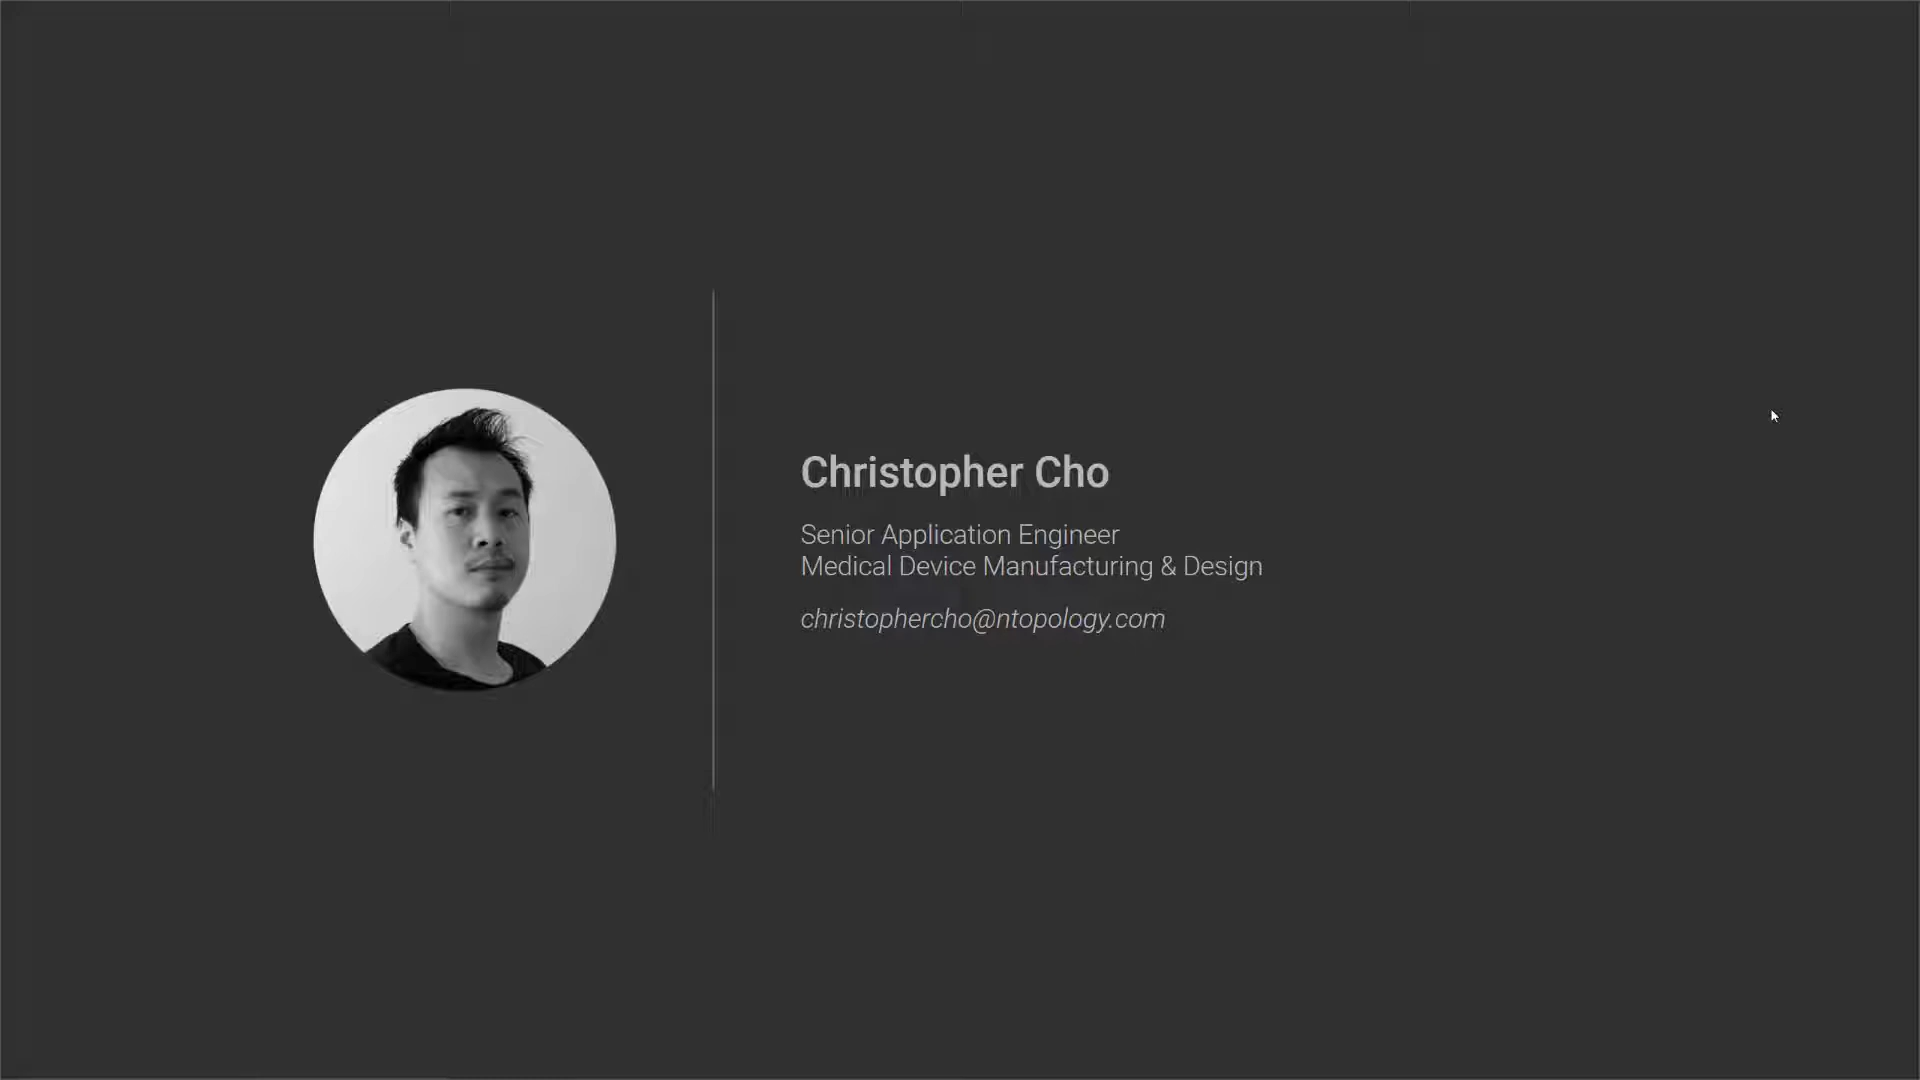 Christopher Cho
Senior Application Engineer
Medical Device Manufacturing & Design
christophercho@ntopology.com